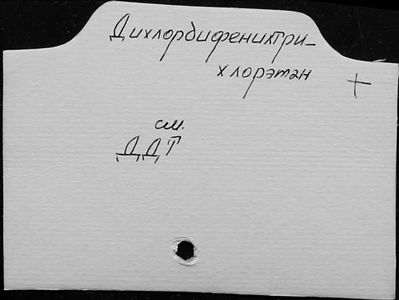 Дихлордифенилтри-
хлорэтан +
см.
ДДТ